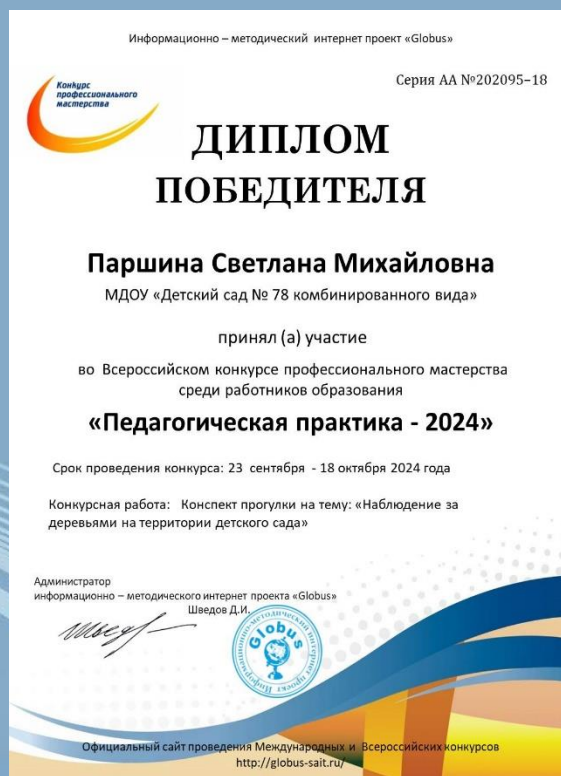 Информационно – методический интернет проект «Globus»
Серия АА №202095–18
Конкурс
профессионального
мастерства
ДИПЛОМ
ПОБЕДИТЕЛЯ
Паршина Светлана Михайловна
МДОУ «Детский сад № 78 комбинированного вида»
принял (а) участие
во Всероссийском конкурсе профессионального мастерства
среди работников образования
«Педагогическая практика - 2024»
Срок проведения конкурса: 23 сентября - 18 октября 2024 года
Конкурсная работа: Конспект прогулки на тему: «Наблюдение за
деревьями на территории детского сада»
Администратор
информационно – методического интернет проекта «Globus»
Шведов Д.И.
Globus
Информационно-методический интернет проект
Официальный сайт проведения Международных и Всероссийских конкурсов
http://globus-sait.ru/